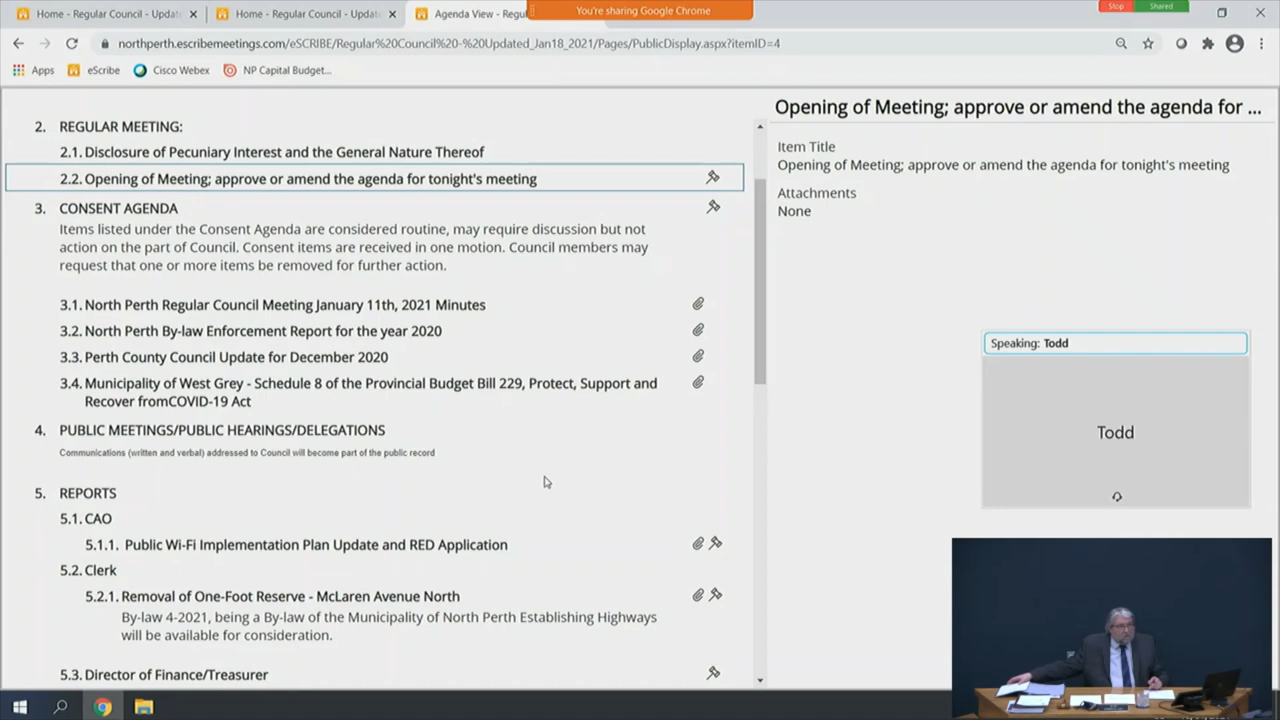 Home - Regular Council - Updat
Home - Regular Council - Updat
Agenda View - Regu
You're sharing Google Chrome
Stop
Shared
northperth.escribemeetings.com/eSCRIBE/Regular%20Council%20-%20Updated_Jan18_2021/Pages/PublicDisplay.aspx?itemID=4
Apps
eScribe
Cisco Webex
NP Capital Budget...
2. REGULAR MEETING:
2.1. Disclosure of Pecuniary Interest and the General Nature Thereof
2.2. Opening of Meeting; approve or amend the agenda for tonight's meeting
3. CONSENT AGENDA
Items listed under the Consent Agenda are considered routine, may require discussion but not
action on the part of Council. Consent items are received in one motion. Council members may
request that one or more items be removed for further action.
3.1. North Perth Regular Council Meeting January 11th, 2021 Minutes
3.2. North Perth By-law Enforcement Report for the year 2020
3.3. Perth County Council Update for December 2020
3.4. Municipality of West Grey - Schedule 8 of the Provincial Budget Bill 229, Protect, Support and
Recover fromCOVID-19 Act
4. PUBLIC MEETINGS/PUBLIC HEARINGS/DELEGATIONS
Communications (written and verbal) addressed to Council will become part of the public record
5. REPORTS
5.1. CAO
5.1.1. Public Wi-Fi Implementation Plan Update and RED Application
5.2. Clerk
5.2.1. Removal of One-Foot Reserve - McLaren Avenue North
By-law 4-2021, being a By-law of the Municipality of North Perth Establishing Highways
will be available for consideration.
5.3. Director of Finance/Treasurer
Opening of Meeting; approve or amend the agenda for ...
Item Title
Opening of Meeting; approve or amend the agenda for tonight's meeting
Attachments
None
Speaking: Todd
Todd